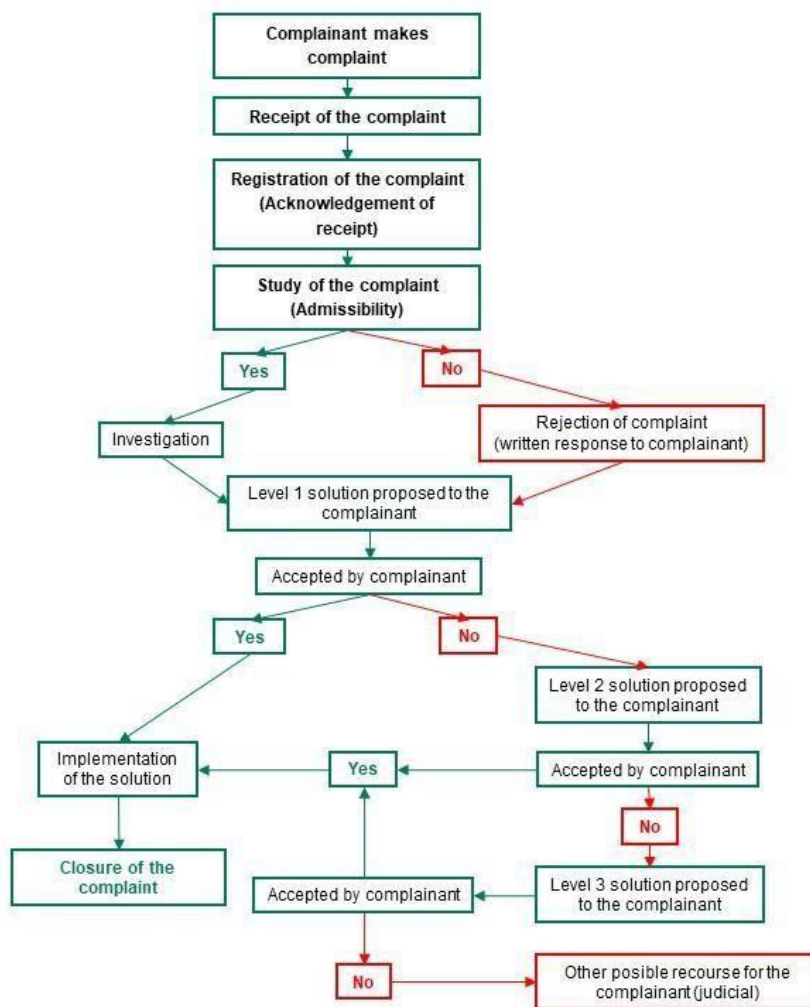 Complainant makes
complaint
Receipt of the complaint
Registration of the complaint
(Acknowledgement of
receipt)
Study of the complaint
(Admissibility)
Yes
No
Rejection of complaint
(written response to complainant)
Investigation
Level 1 solution proposed to the
complainant
Accepted by complainant
Yes
No
Level 2 solution proposed
to the complainant
Implementation
of the solution
Yes
Accepted by complainant
No
Closure of the
complaint
Accepted by complainant
Level 3 solution proposed
to the complainant
No
Other posible recourse for the
complainant (judicial)